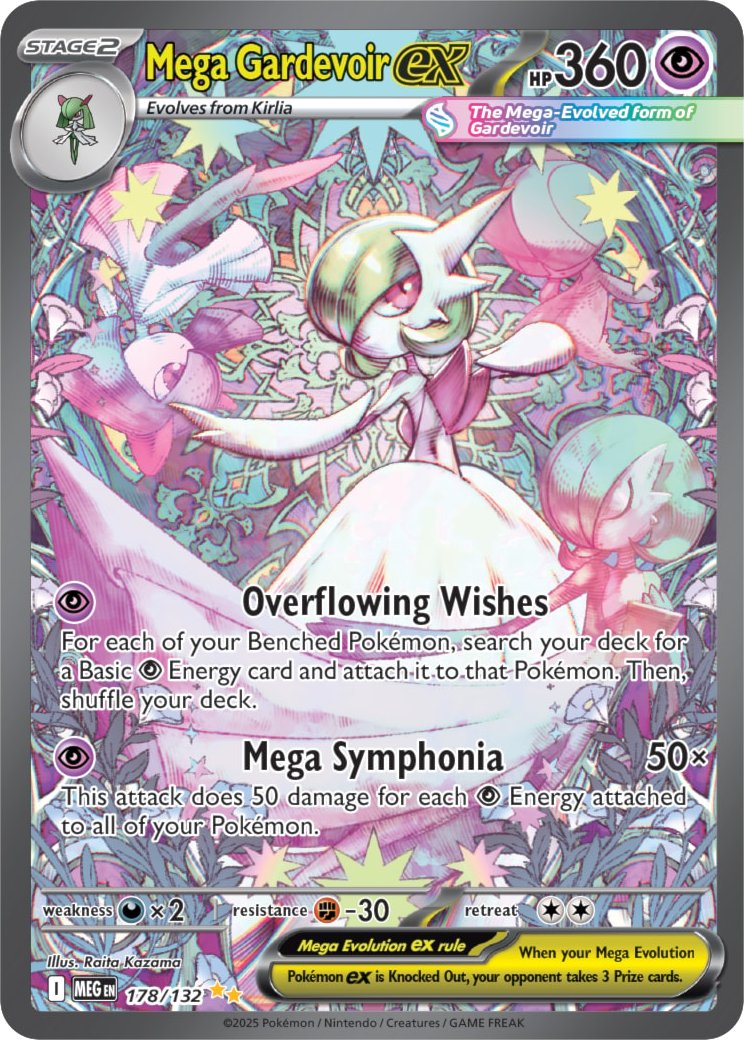 STAGE2
Mega Gardevoir ex
HP 360
Evolves from Kirlia
The Mega-Evolved form of
Gardevoir
Overflowing Wishes
For each of your Benched Pokémon, search your deck for
a Basic Energy card and attach it to that Pokémon. Then,
shuffle your deck.
Mega Symphonia 50×
This attack does 50 damage for each Energy attached
to all of your Pokémon.
weakness ×2 resistance -30 retreat
Illus. Raita Kazama
Mega Evolution ex rule When your Mega Evolution
Pokémon ex is Knocked Out, your opponent takes 3 Prize cards.
I MEG EN 178/132
©2025 Pokémon / Nintendo / Creatures / GAME FREAK